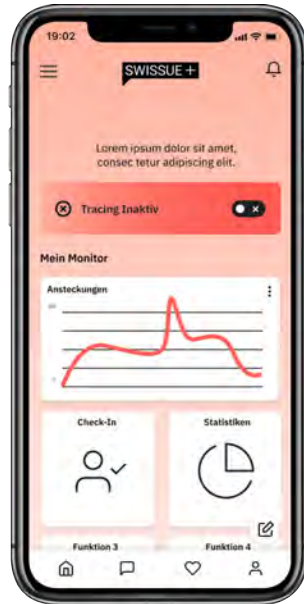 19:02
SWISSUE +
Lorem ipsum dolor sit amet,
consec tetur adipiscing elit.
Tracing Inaktiv
Mein Monitor
Ansteckungen
Check-In
Statistiken
Funktion 3
Funktion 4